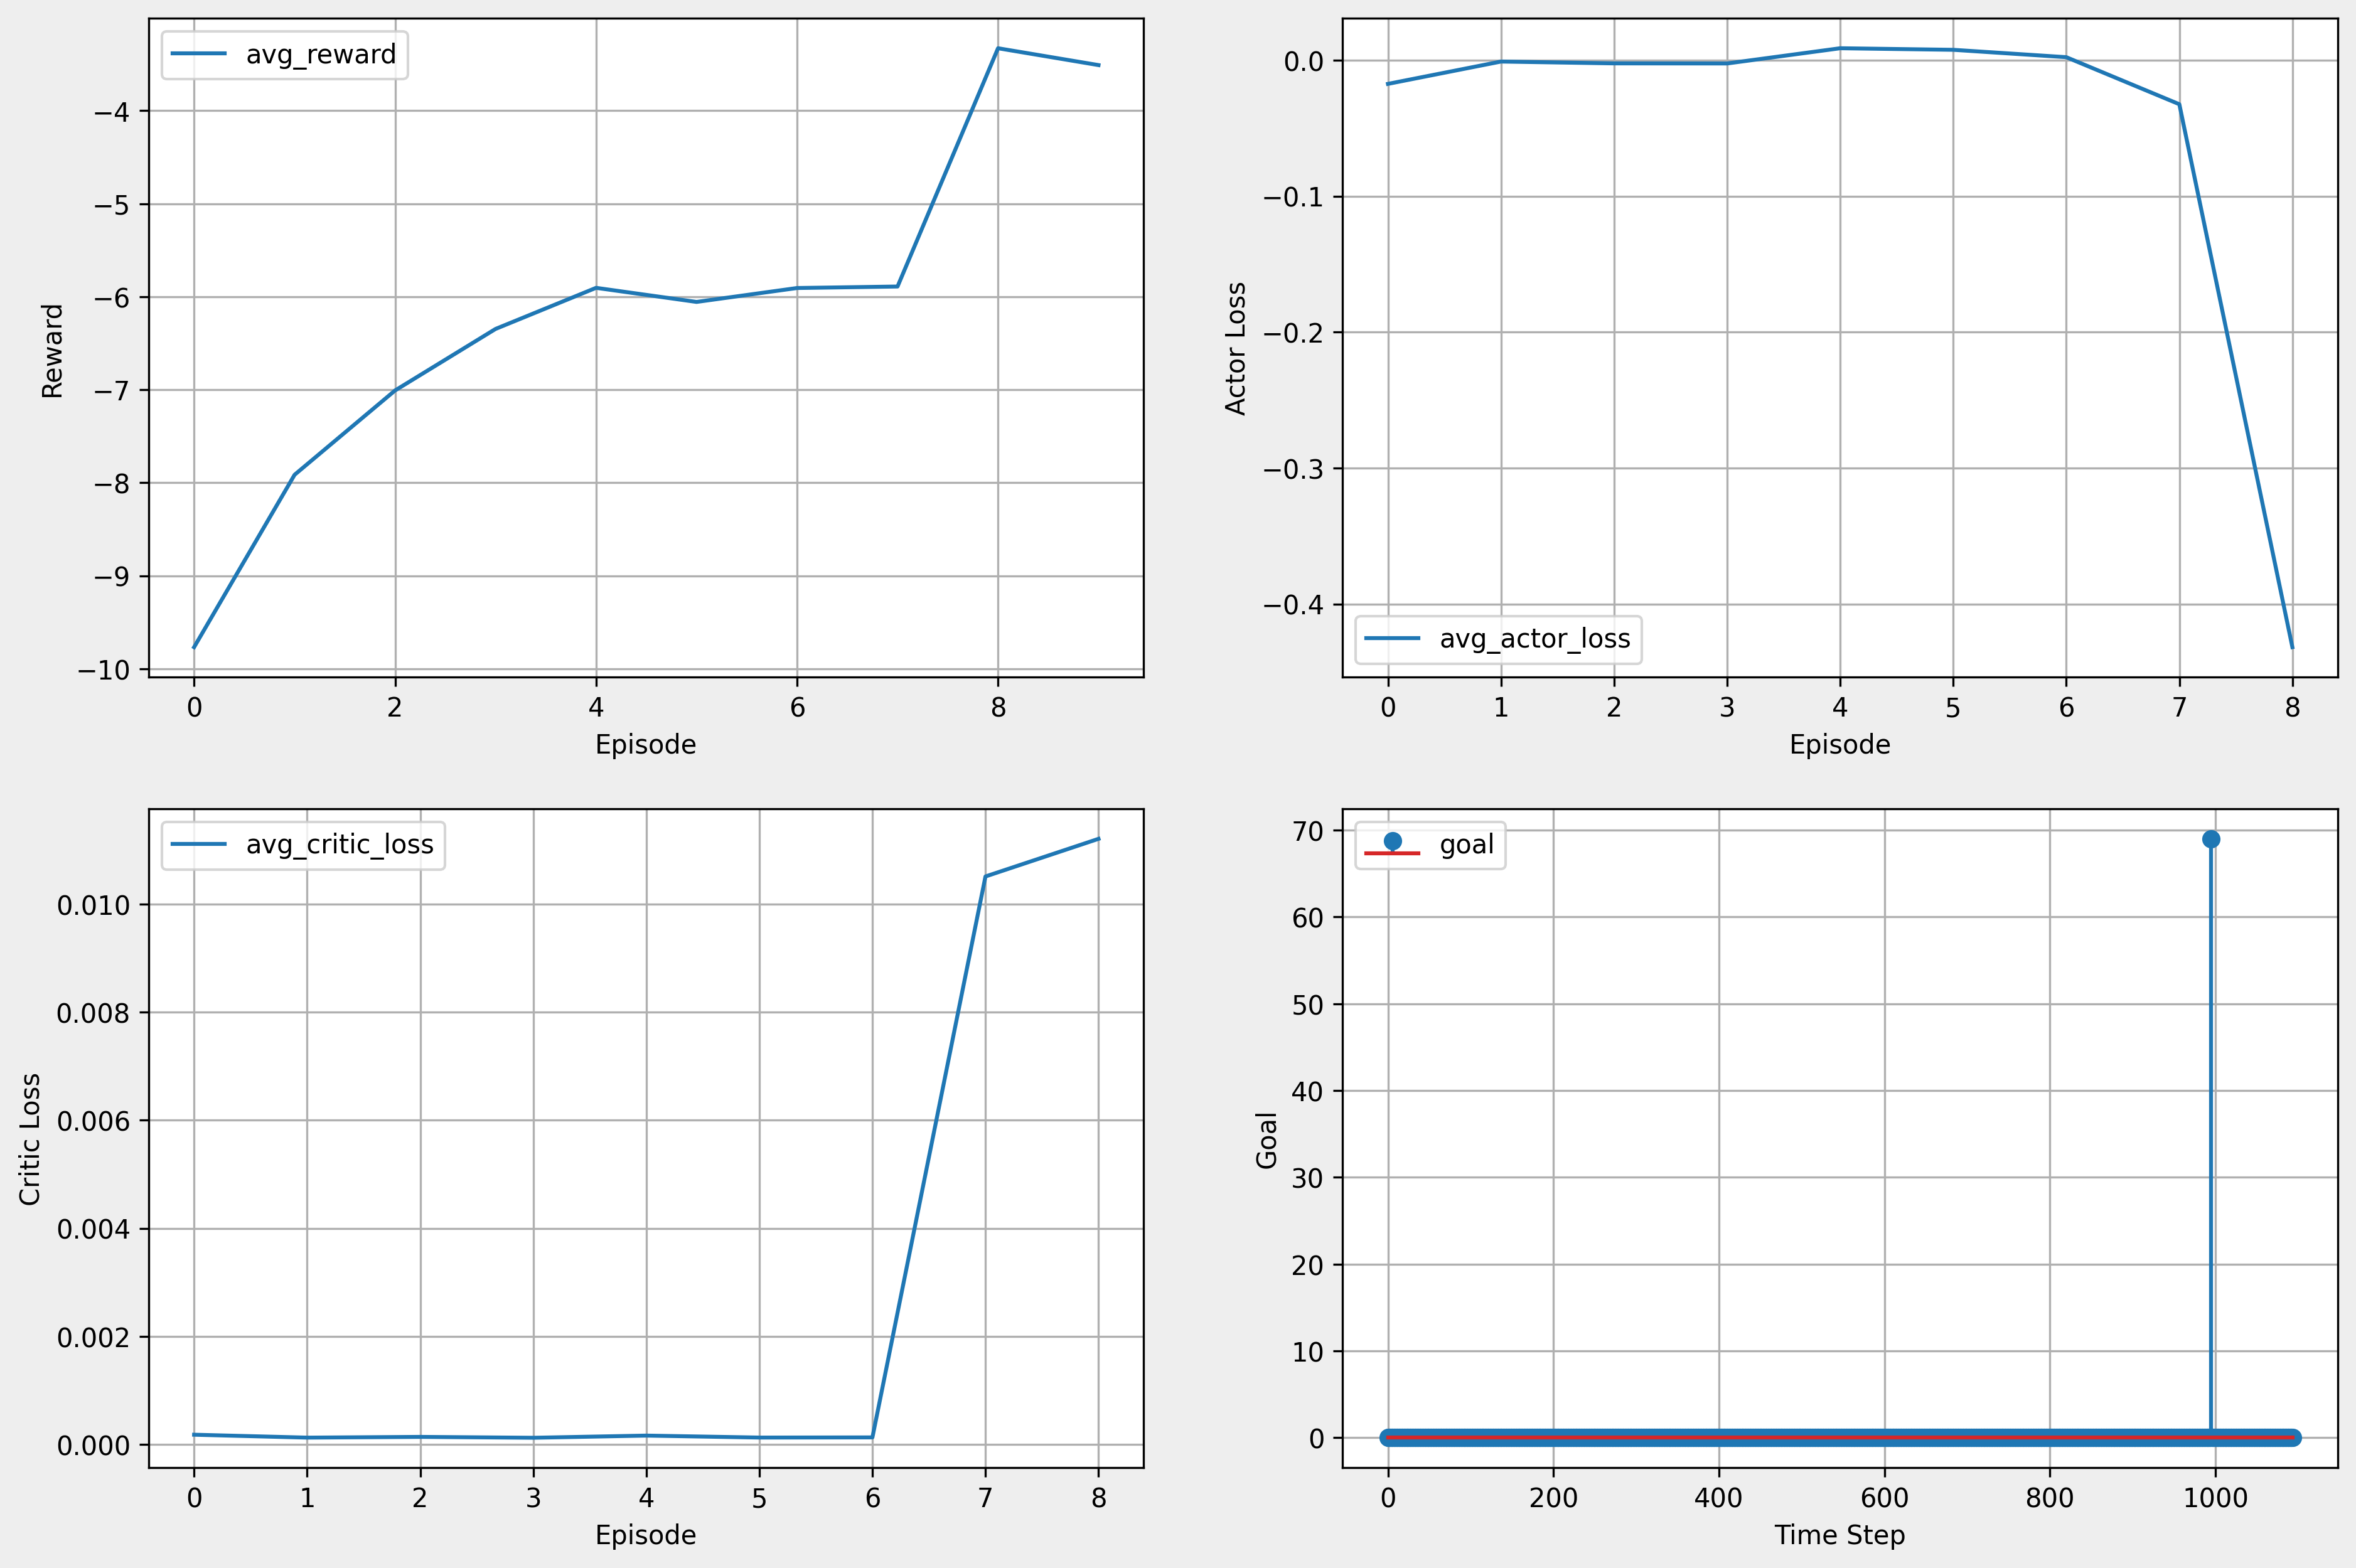 avg_reward
−4
−5
−6
−7
−8
−9
−10
Reward
0 2 4 6 8
Episode
avg_actor_loss
0.0
−0.1
−0.2
−0.3
−0.4
Actor Loss
0 1 2 3 4 5 6 7 8
Episode
avg_critic_loss
0.010
0.008
0.006
0.004
0.002
0.000
Critic Loss
0 1 2 3 4 5 6 7 8
Episode
goal
70
60
50
40
30
20
10
0
Goal
0 200 400 600 800 1000
Time Step